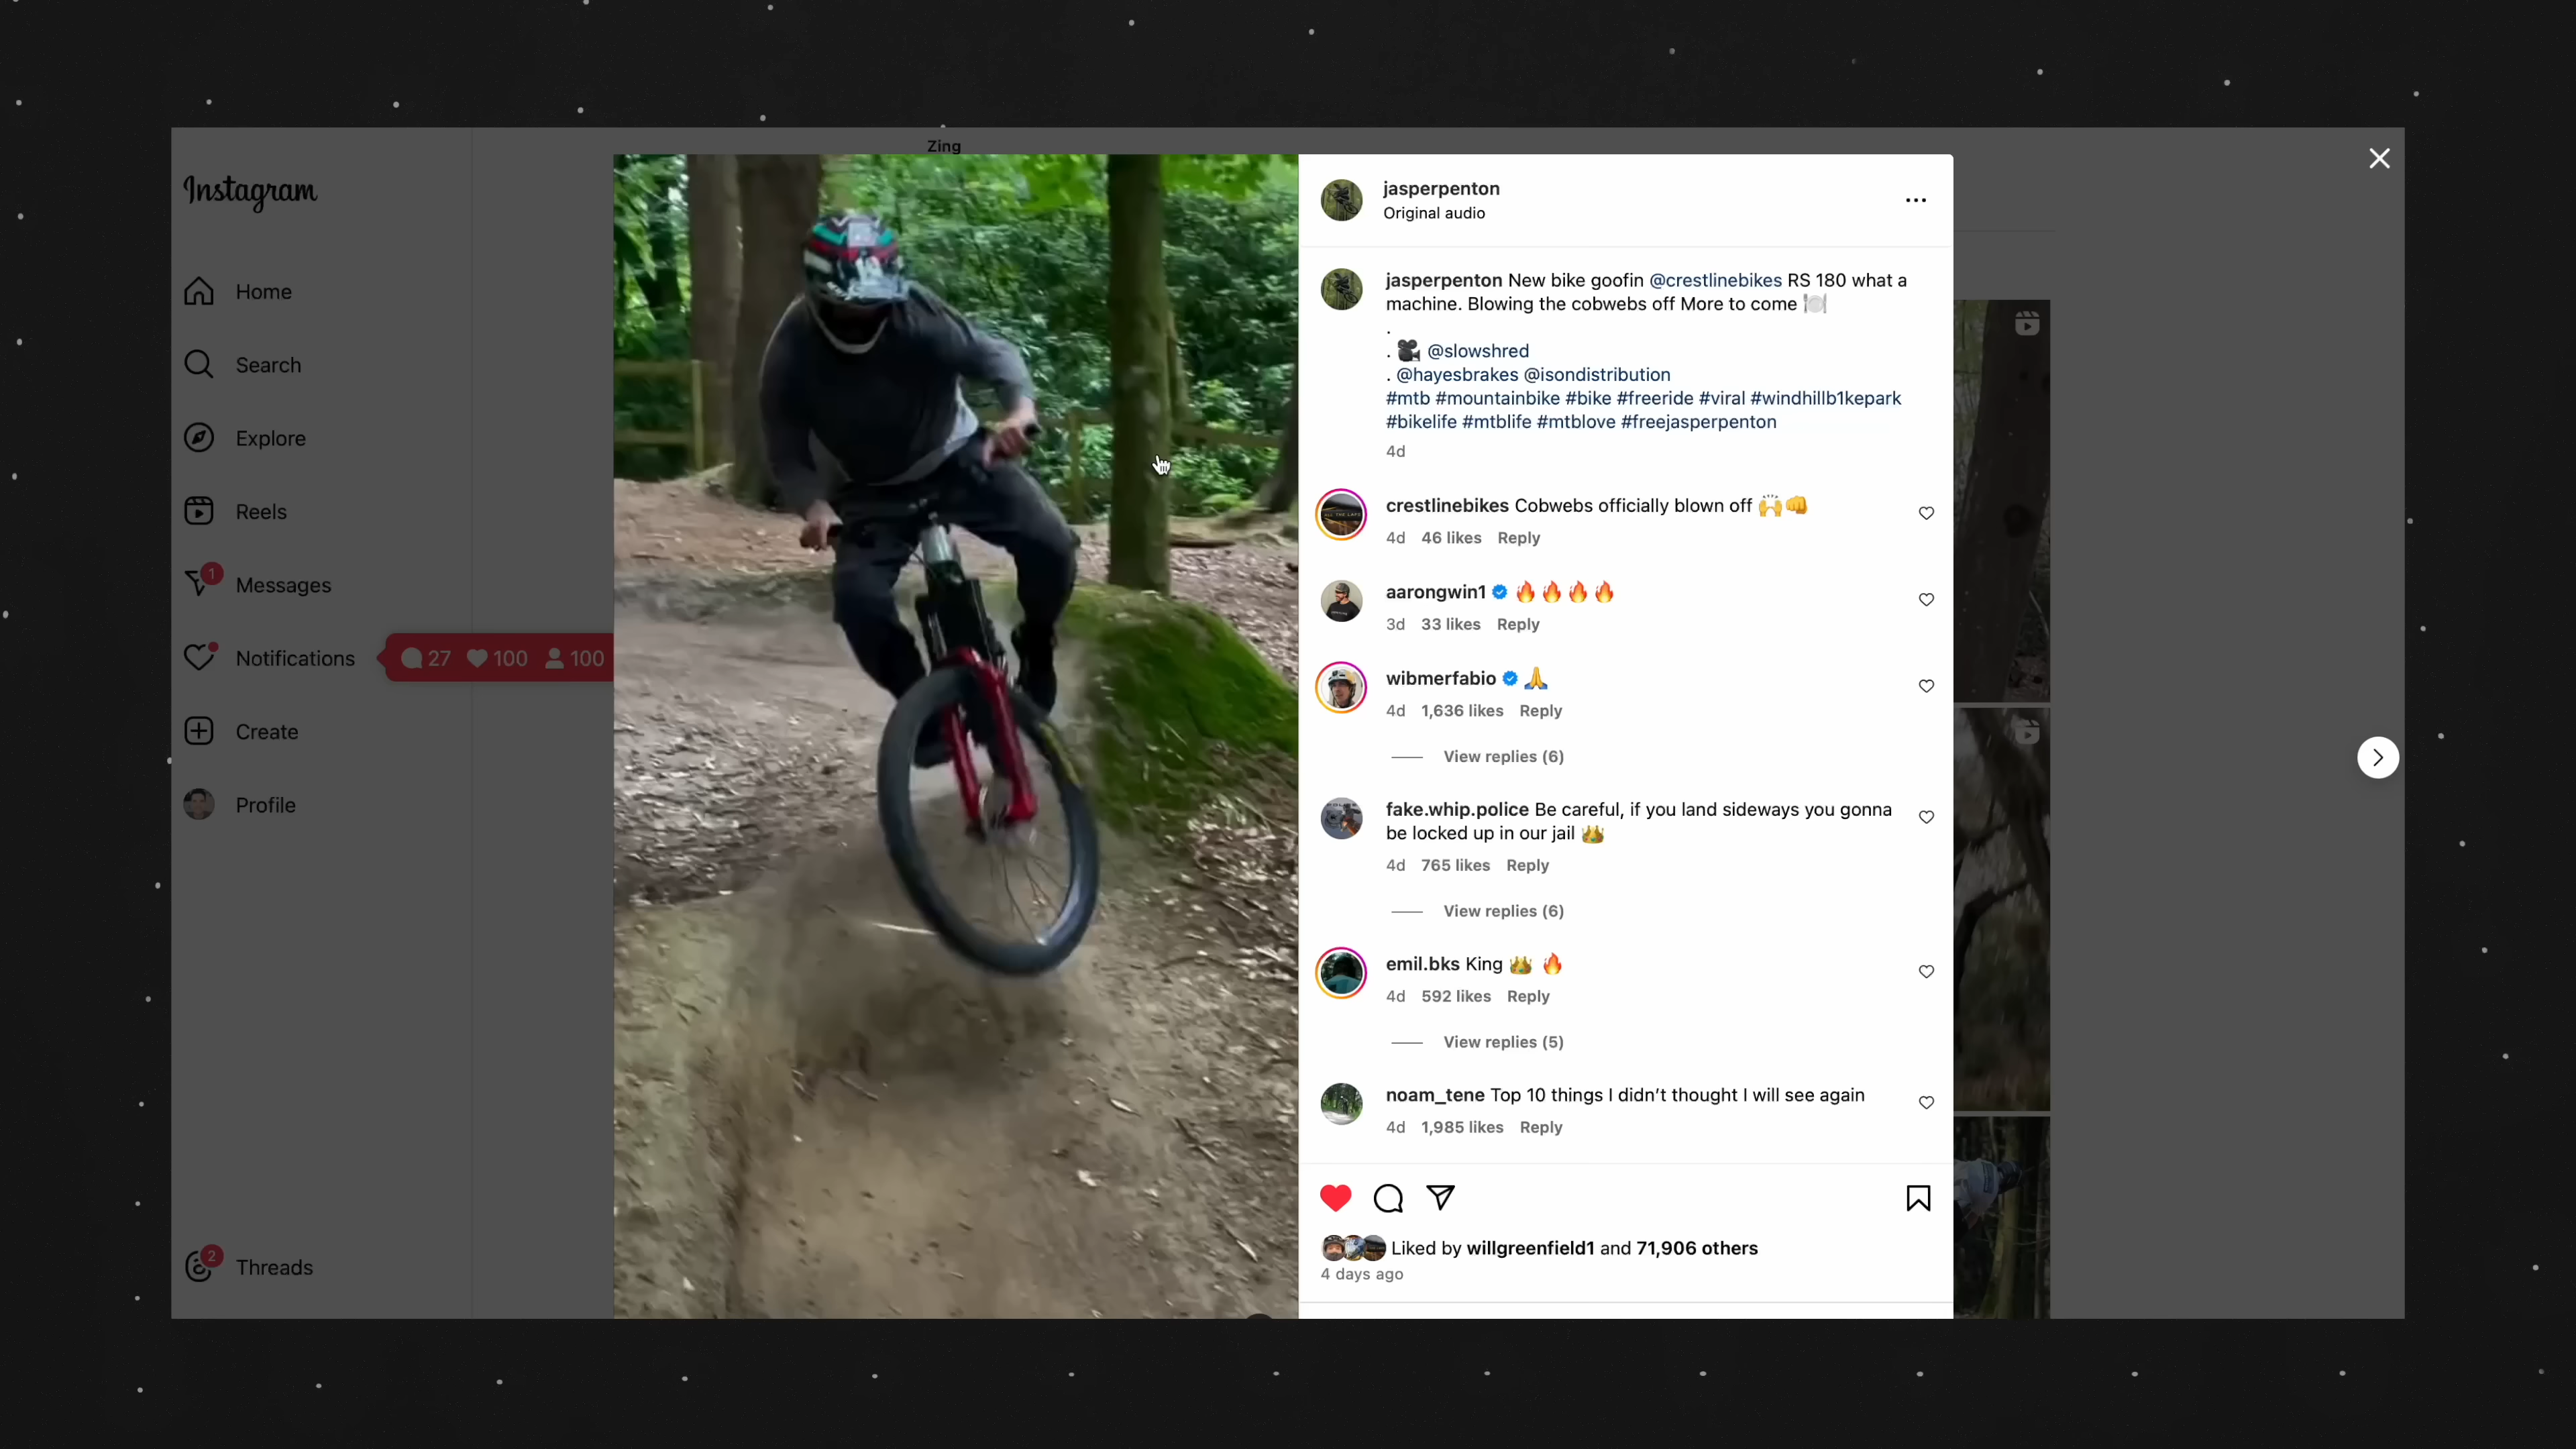 Zing
Instagram
Home
Search
Explore
Reels
1
Messages
Notifications
27 100 100
Create
Profile
2
Threads
jasperpenton
Original audio
jasperpenton New bike goofin @crestlinebikes RS 180 what a
machine. Blowing the cobwebs off More to come 🍽️
.
. 🎥 @slowshred
. @hayesbrakes @isondistribution
#mtb #mountainbike #bike #freeride #viral #windhillb1kepark
#bikelife #mtblife #mtblove #freejasperpenton
4d
crestlinebikes Cobwebs officially blown off 🙌👊
4d 46 likes Reply
aarongwin1 🔥🔥🔥🔥
3d 33 likes Reply
wibmerfabio 🙏
4d 1,636 likes Reply
View replies (6)
fake.whip.police Be careful, if you land sideways you gonna
be locked up in our jail 👑
4d 765 likes Reply
View replies (6)
emil.bks King 👑 🔥
4d 592 likes Reply
View replies (5)
noam_tene Top 10 things I didn’t thought I will see again
4d 1,985 likes Reply
Liked by willgreenfield1 and 71,906 others
4 days ago